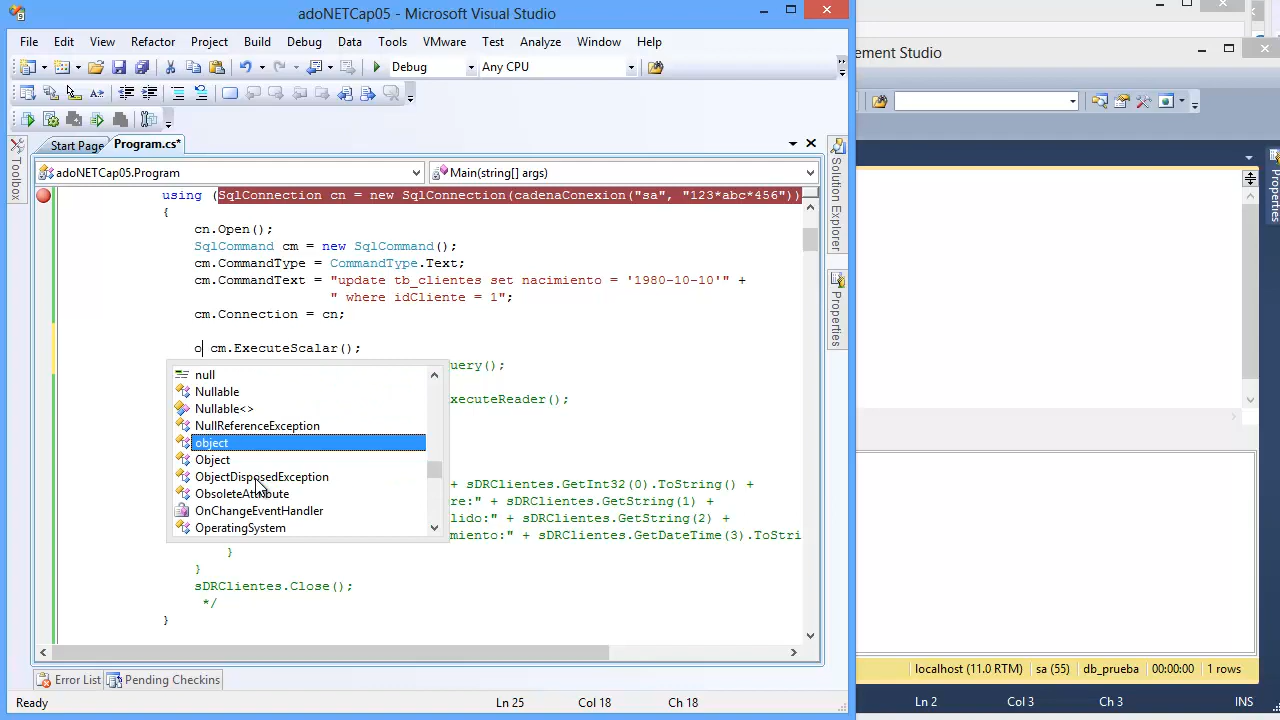 adoNETCap05 - Microsoft Visual Studio
File Edit View Refactor Project Build Debug Data Tools VMware Test Analyze Window Help
Debug Any CPU
Start Page Program.cs*
adoNETCap05.Program Main(string[] args)
using (SqlConnection cn = new SqlConnection(cadenaConexion("sa", "123*abc*456"))
{
cn.Open();
SqlCommand cm = new SqlCommand();
cm.CommandType = CommandType.Text;
cm.CommandText = "update tb_clientes set nacimiento = '1980-10-10'" +
" where idCliente = 1";
cm.Connection = cn;
o cm.ExecuteScalar();
uery();
xecuteReader();
null
Nullable
Nullable<>
NullReferenceException
object
Object
ObjectDisposedException
ObsoleteAttribute
OnChangeEventHandler
OperatingSystem
+ sDRClientes.GetInt32(0).ToString() +
re:" + sDRClientes.GetString(1) +
lido:" + sDRClientes.GetString(2) +
miento:" + sDRClientes.GetDateTime(3).ToStri
}
}
sDRClientes.Close();
*/
}
Error List Pending Checkins
Ready Ln 25 Col 18 Ch 18
Toolbox
Solution Explorer
Properties
ement Studio
Properties
localhost (11.0 RTM) sa (55) db_prueba 00:00:00 1 rows
Ln 2 Col 3 Ch 3 INS